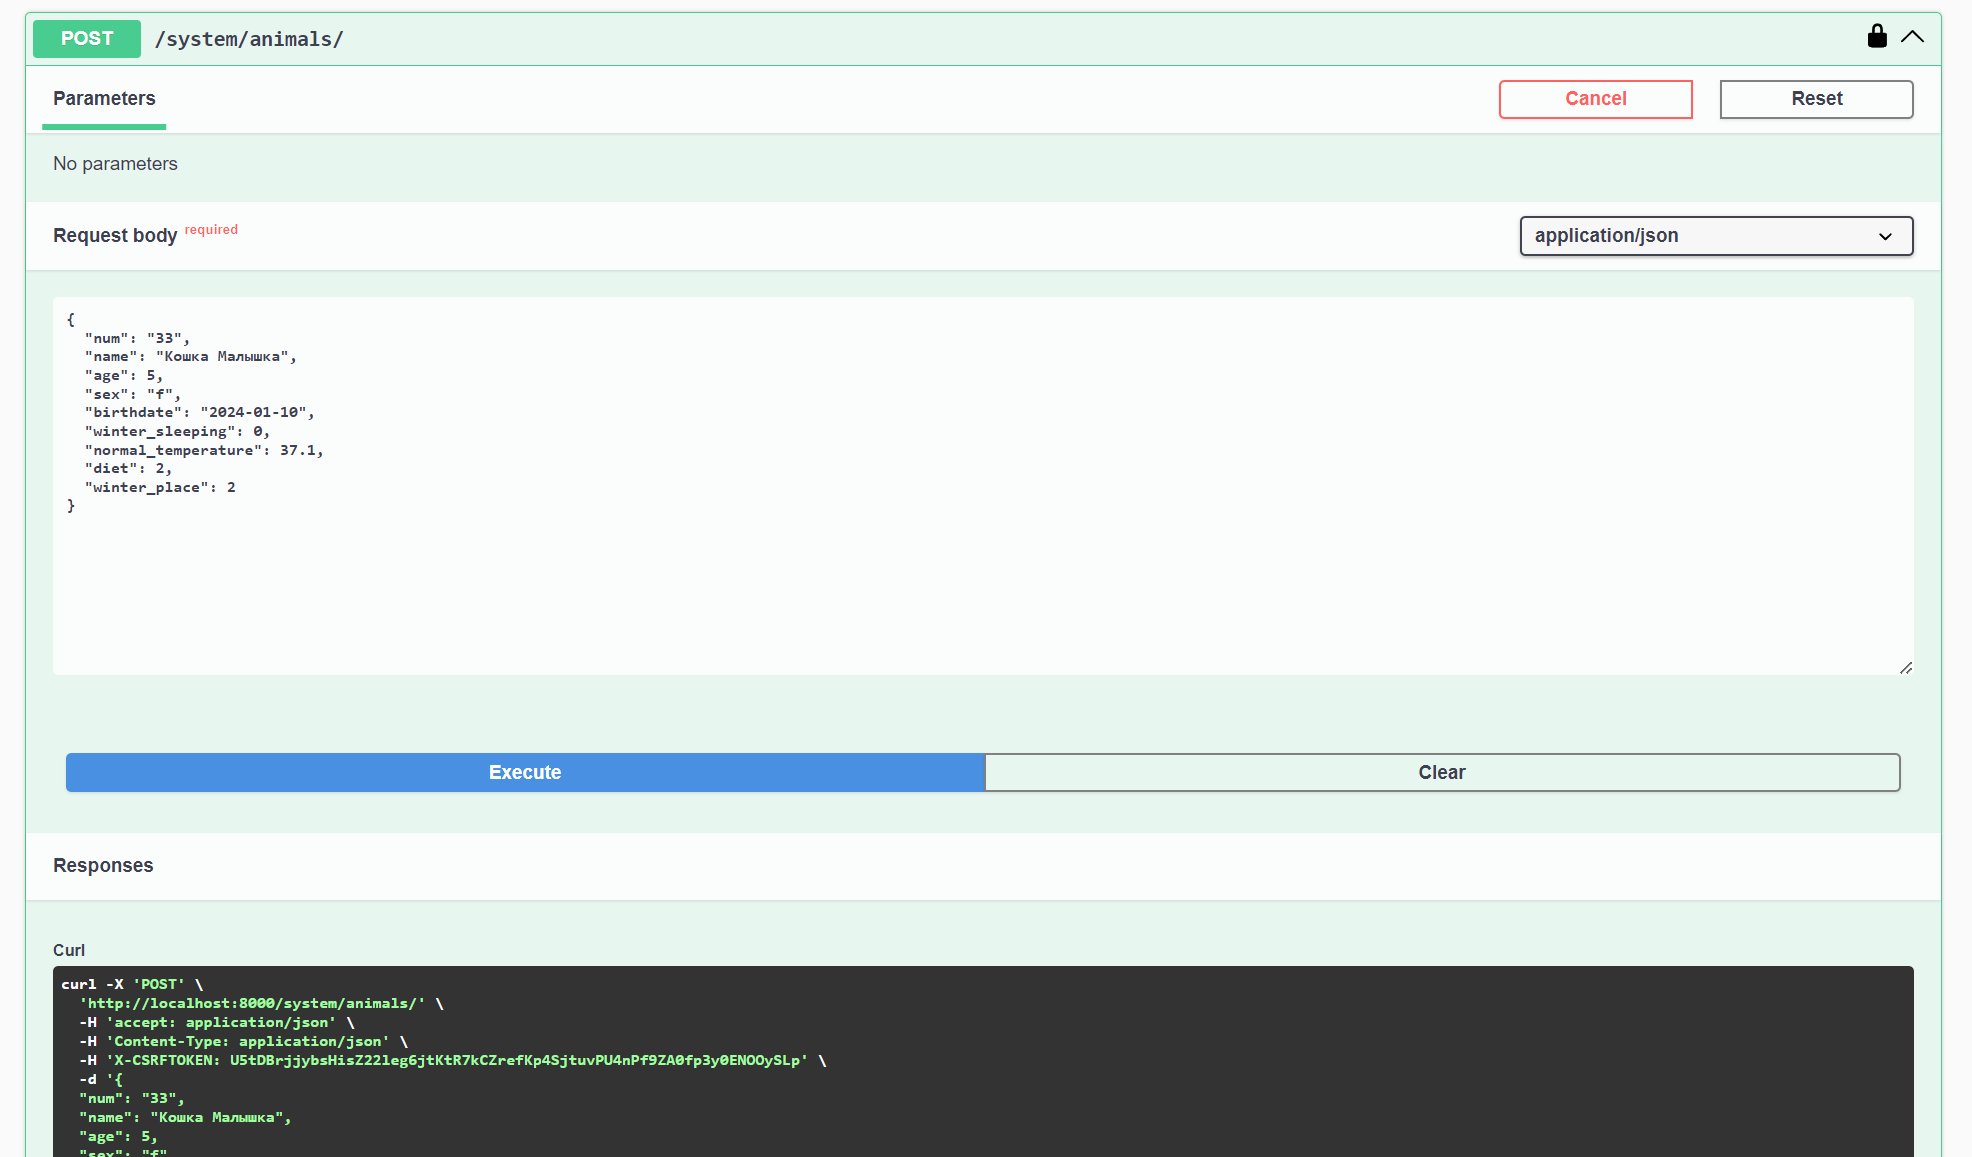 POST /system/animals/
Parameters
Cancel
Reset
No parameters
Request body required
application/json
{
  "num": "33",
  "name": "Кошка Малышка",
  "age": 5,
  "sex": "f",
  "birthdate": "2024-01-10",
  "winter_sleeping": 0,
  "normal_temperature": 37.1,
  "diet": 2,
  "winter_place": 2
}
Execute
Clear
Responses
Curl
curl -X 'POST' \
  'http://localhost:8000/system/animals/' \
  -H 'accept: application/json' \
  -H 'Content-Type: application/json' \
  -H 'X-CSRFTOKEN: U5tDBrjjybsHisZ22leg6jtKtR7kCZrefKp4SjtuvPU4nPf9ZA0fp3y0ENOOySLp' \
  -d '{
  "num": "33",
  "name": "Кошка Малышка",
  "age": 5,
  "sex": "f"